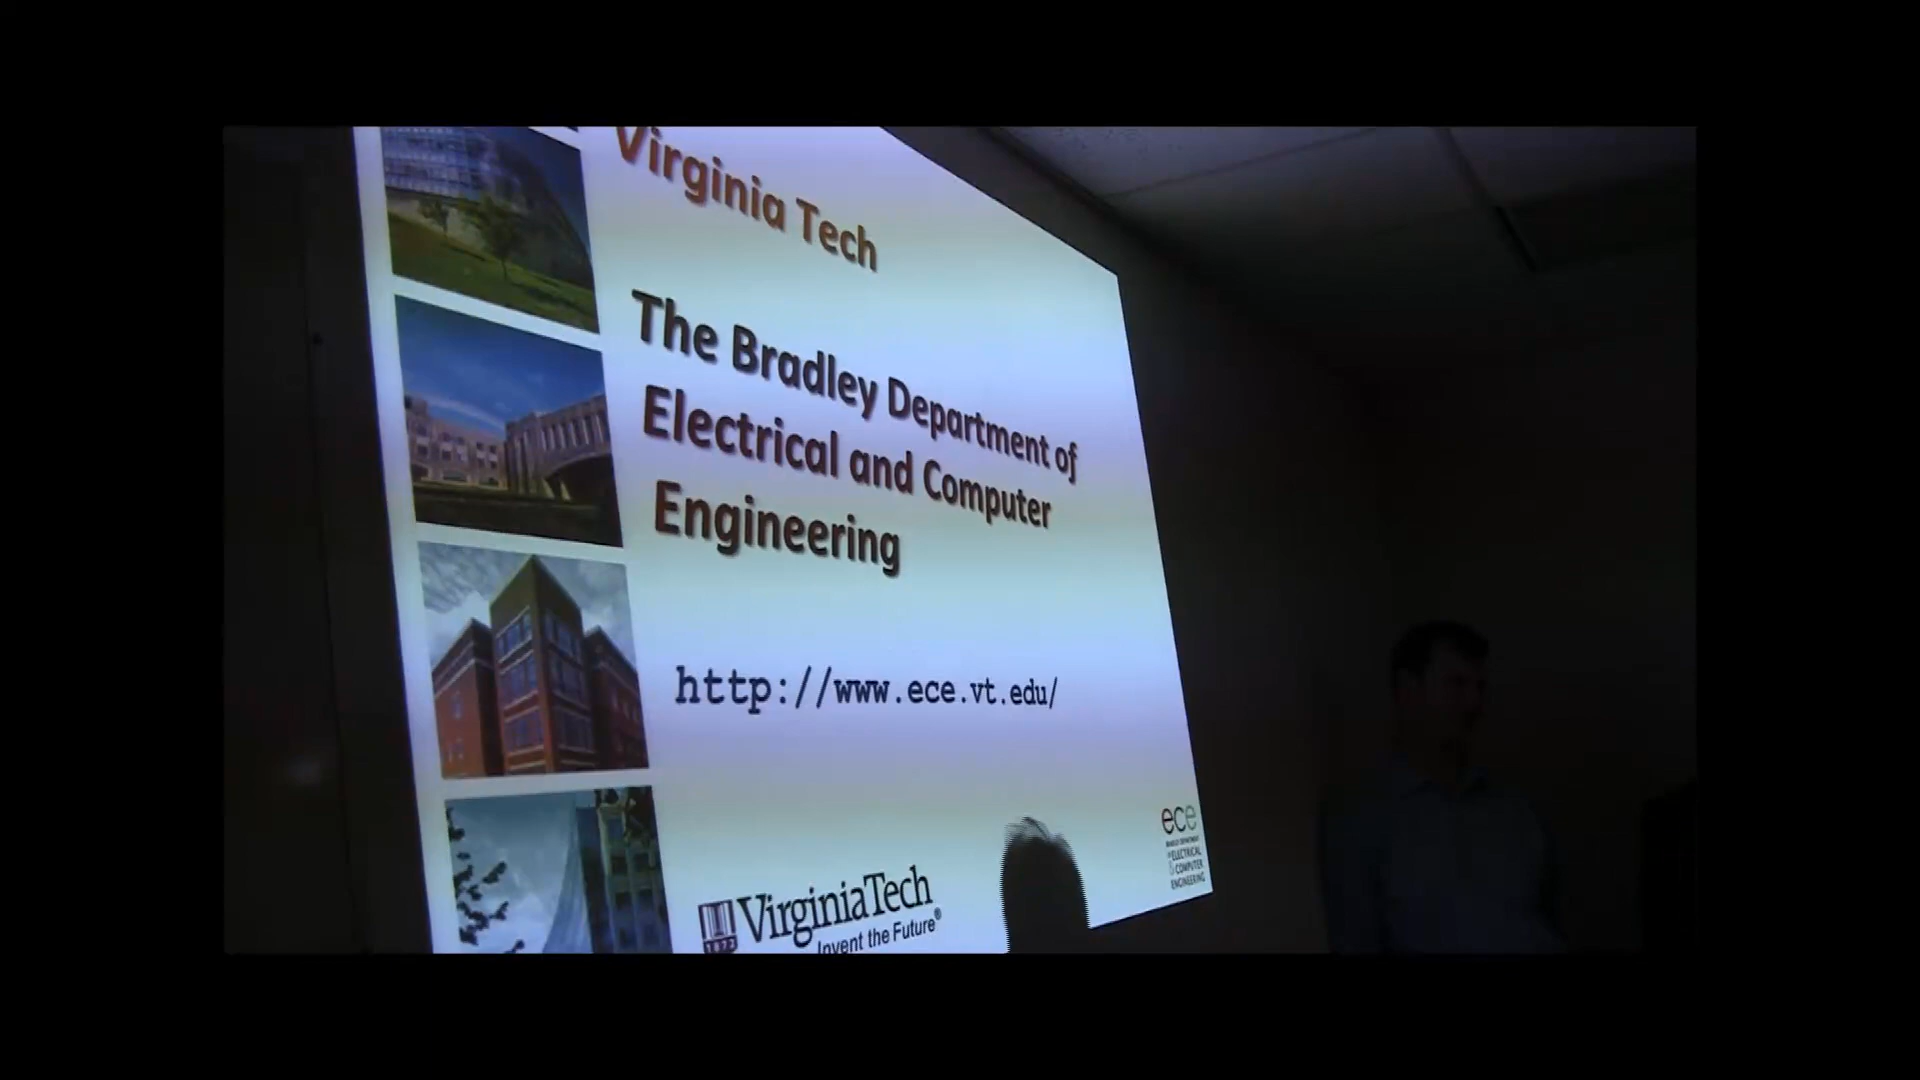 Virginia Tech
The Bradley Department of
Electrical and Computer
Engineering
http://www.ece.vt.edu/
1872
VirginiaTech
Invent the Future®
ece
BRADLEY DEPARTMENT
of ELECTRICAL
& COMPUTER
ENGINEERING